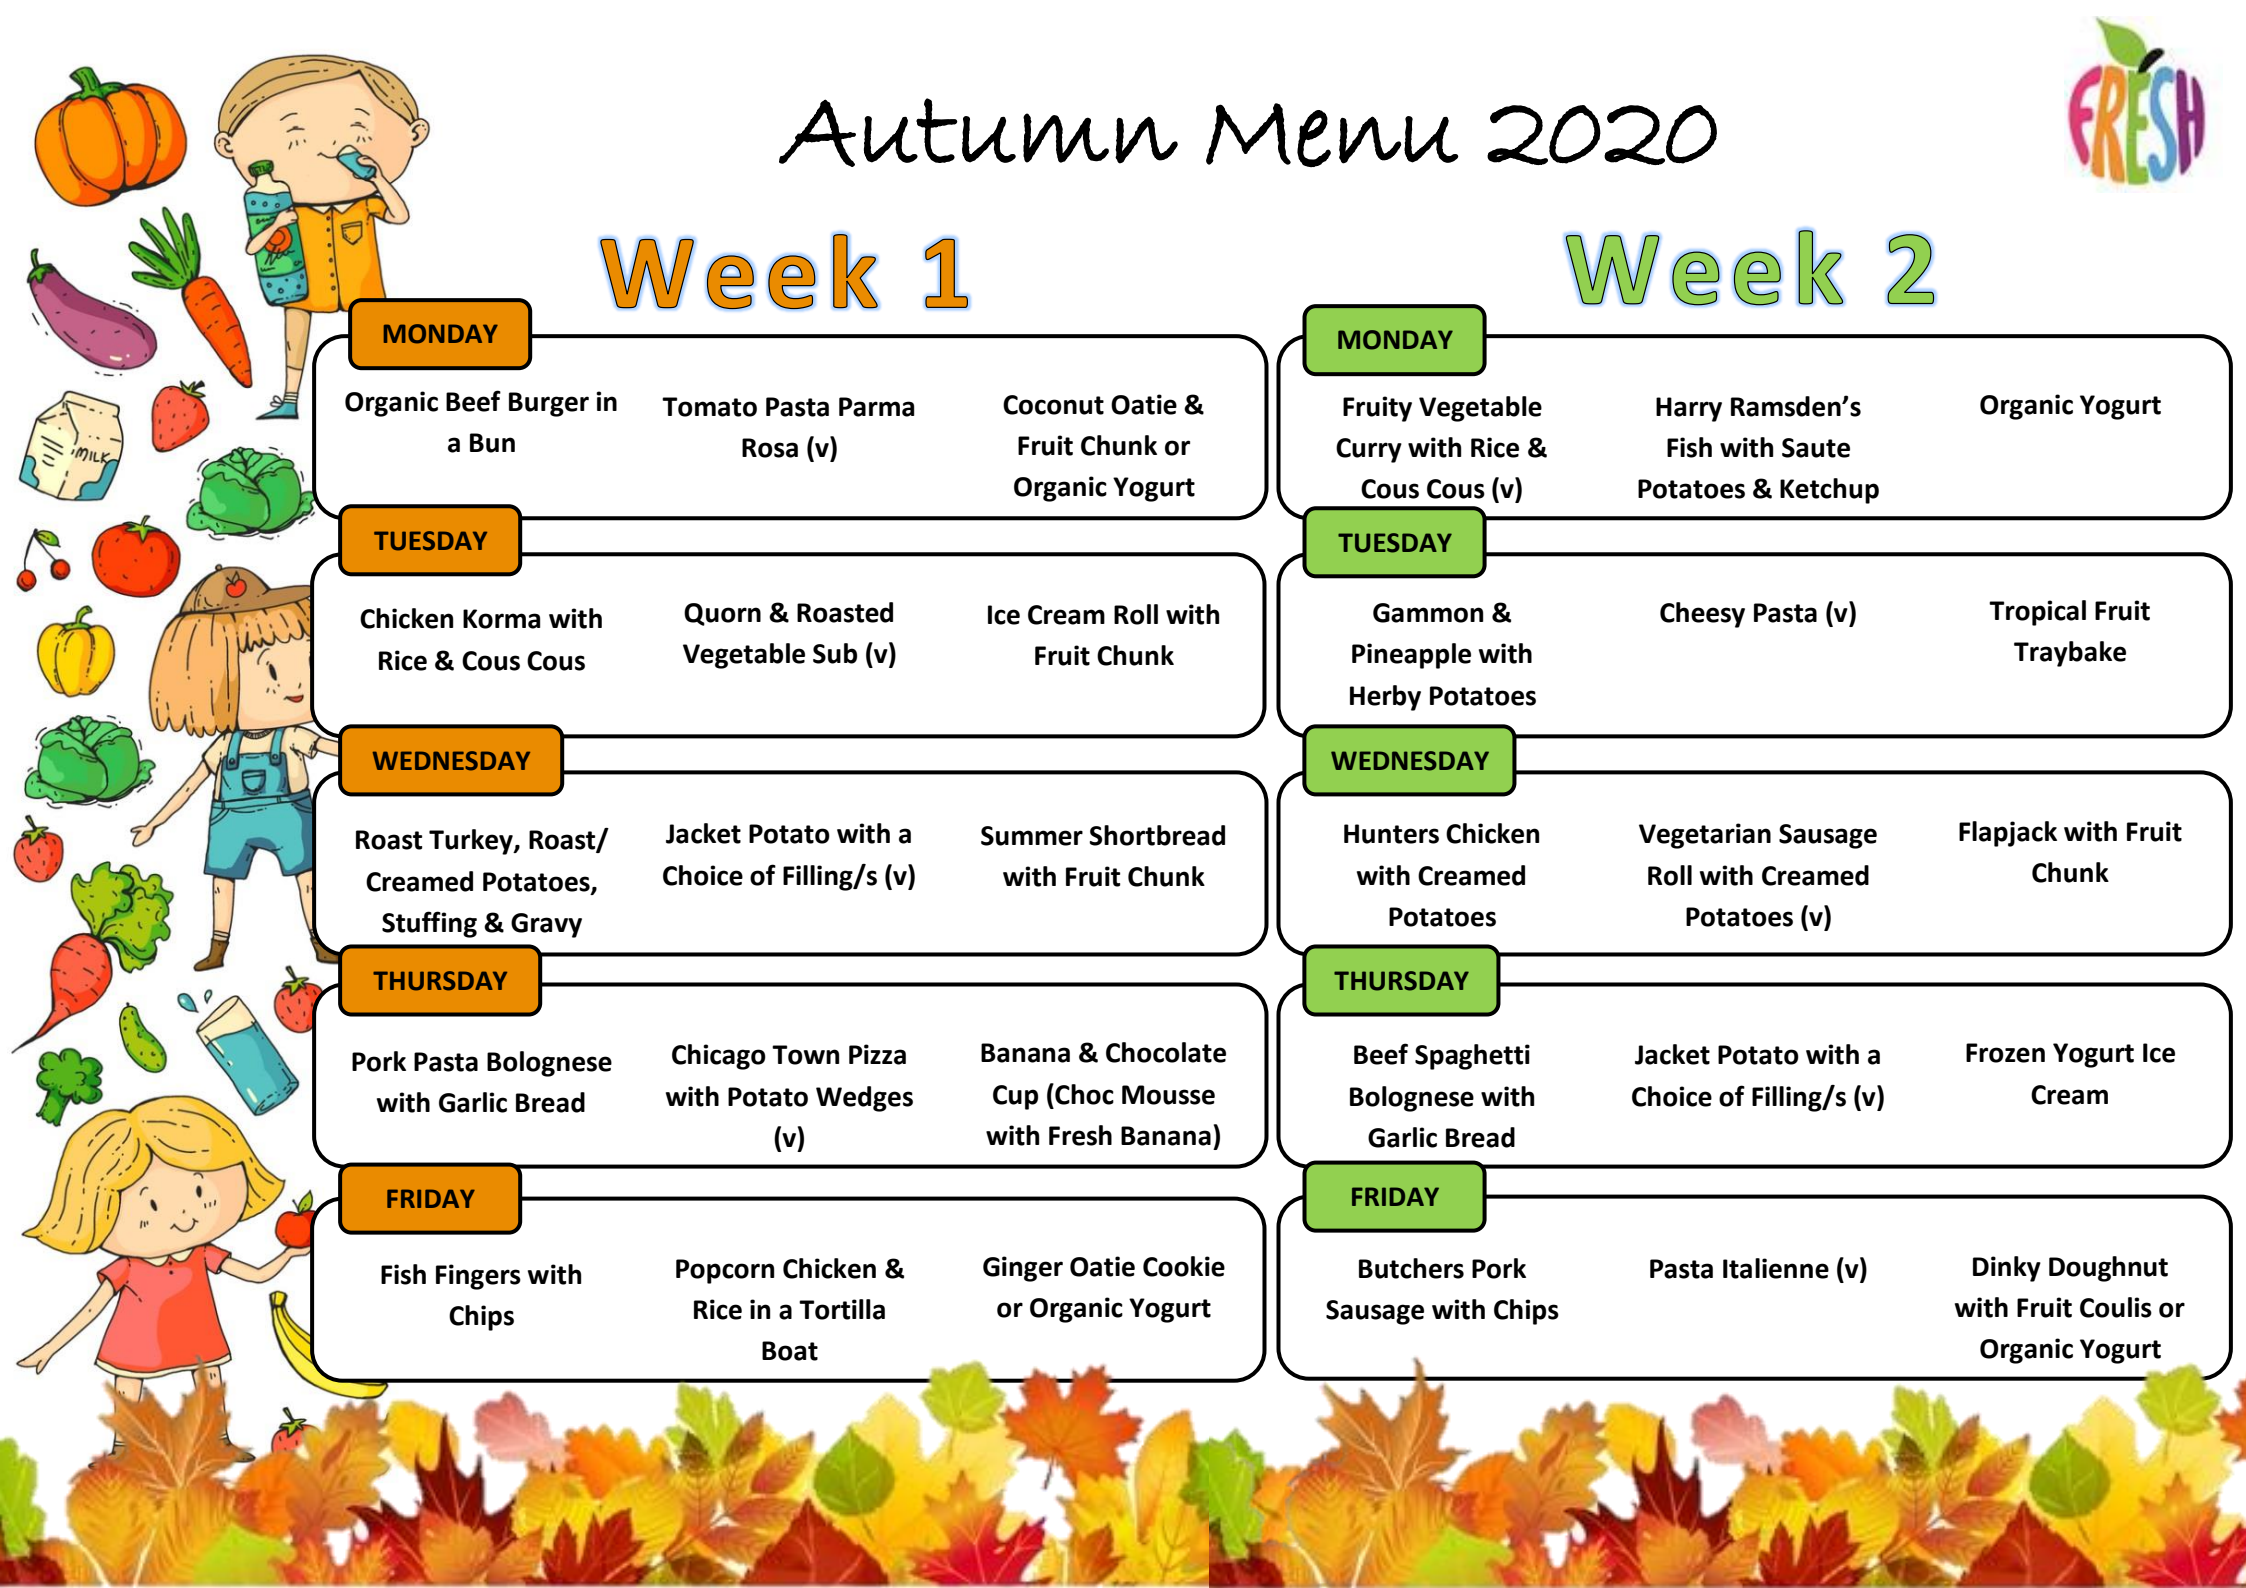 FRESH
Autumn Menu 2020
Week 1
MONDAY
Organic Beef Burger in
a Bun
Tomato Pasta Parma
Rosa (v)
Coconut Oatie &
Fruit Chunk or
Organic Yogurt
TUESDAY
Chicken Korma with
Rice & Cous Cous
Quorn & Roasted
Vegetable Sub (v)
Ice Cream Roll with
Fruit Chunk
WEDNESDAY
Roast Turkey, Roast/
Creamed Potatoes,
Stuffing & Gravy
Jacket Potato with a
Choice of Filling/s (v)
Summer Shortbread
with Fruit Chunk
THURSDAY
Pork Pasta Bolognese
with Garlic Bread
Chicago Town Pizza
with Potato Wedges
(v)
Banana & Chocolate
Cup (Choc Mousse
with Fresh Banana)
FRIDAY
Fish Fingers with
Chips
Popcorn Chicken &
Rice in a Tortilla
Boat
Ginger Oatie Cookie
or Organic Yogurt
Week 2
MONDAY
Fruity Vegetable
Curry with Rice &
Cous Cous (v)
Harry Ramsden’s
Fish with Saute
Potatoes & Ketchup
Organic Yogurt
TUESDAY
Gammon &
Pineapple with
Herby Potatoes
Cheesy Pasta (v)
Tropical Fruit
Traybake
WEDNESDAY
Hunters Chicken
with Creamed
Potatoes
Vegetarian Sausage
Roll with Creamed
Potatoes (v)
Flapjack with Fruit
Chunk
THURSDAY
Beef Spaghetti
Bolognese with
Garlic Bread
Jacket Potato with a
Choice of Filling/s (v)
Frozen Yogurt Ice
Cream
FRIDAY
Butchers Pork
Sausage with Chips
Pasta Italienne (v)
Dinky Doughnut
with Fruit Coulis or
Organic Yogurt
MILK